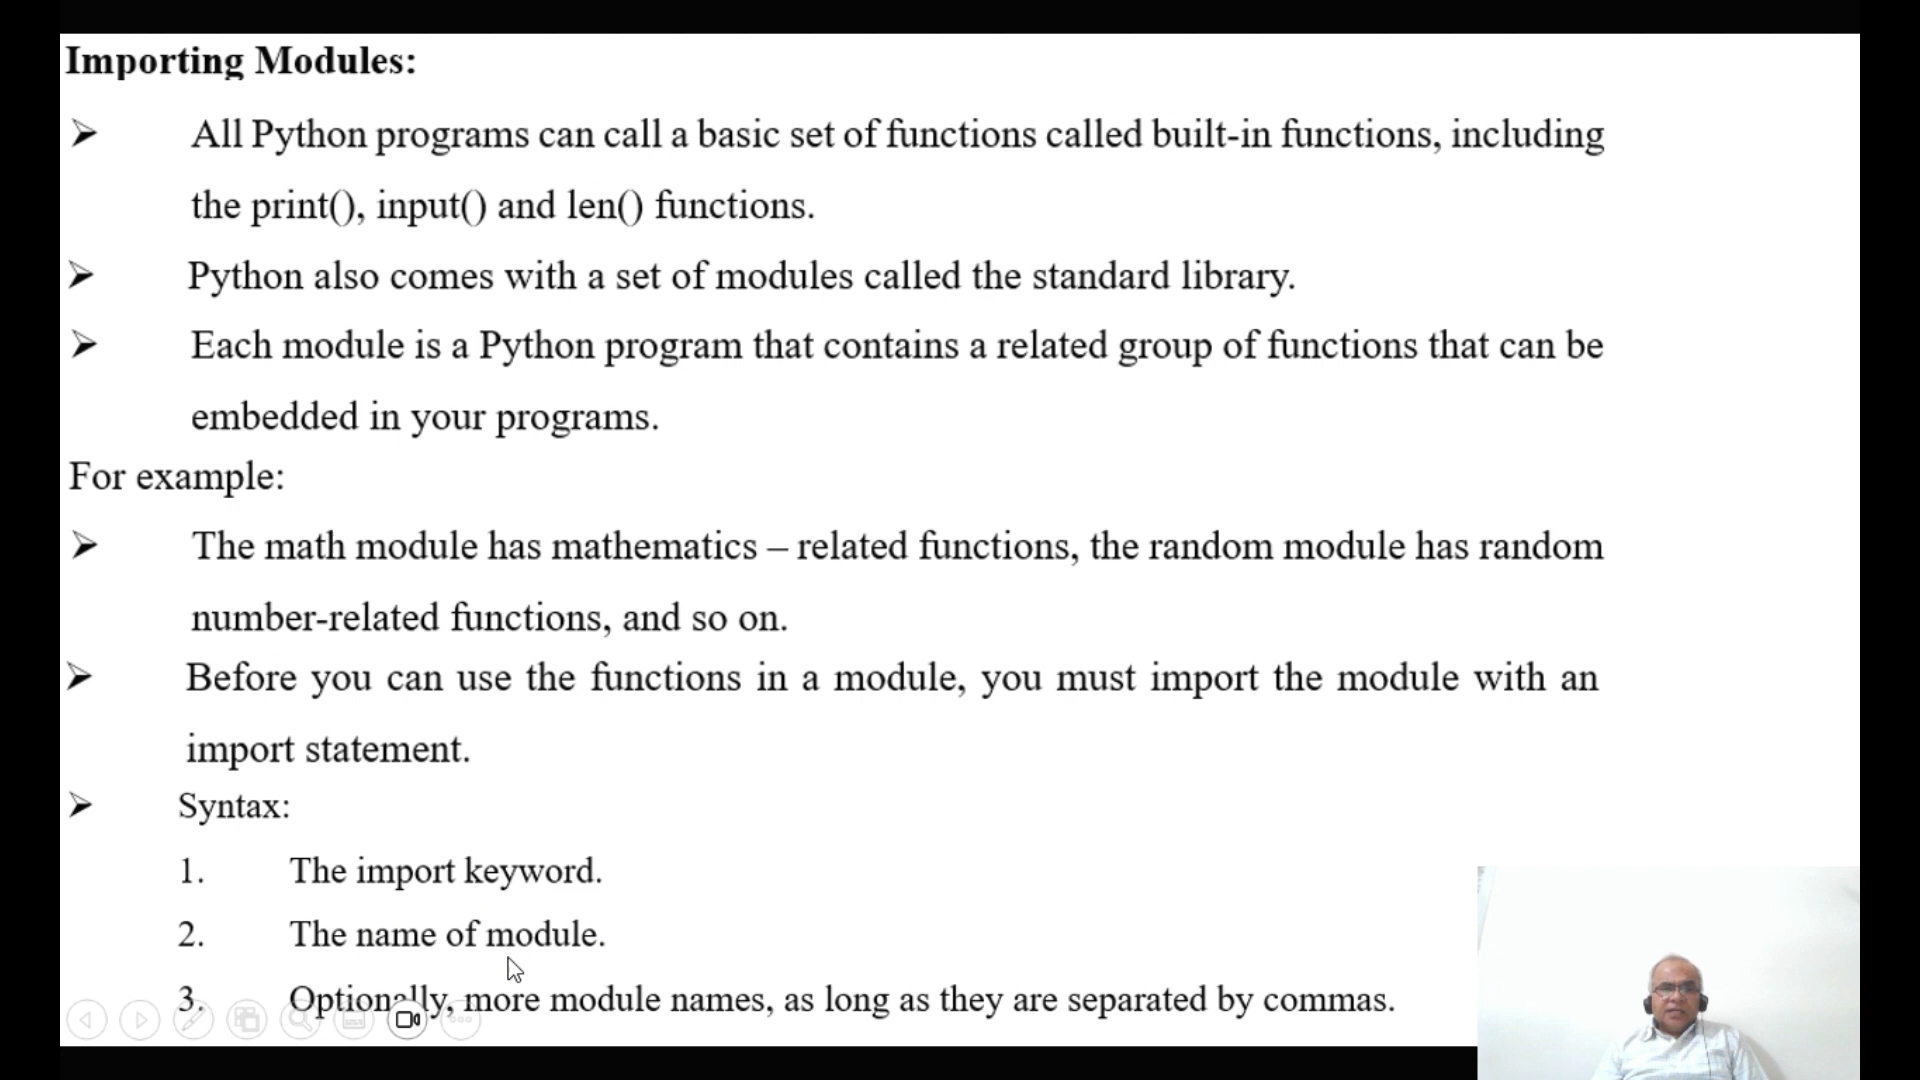 Importing Modules:
➢ All Python programs can call a basic set of functions called built-in functions, including
the print(), input() and len() functions.
➢ Python also comes with a set of modules called the standard library.
➢ Each module is a Python program that contains a related group of functions that can be
embedded in your programs.
For example:
➢ The math module has mathematics – related functions, the random module has random
number-related functions, and so on.
➢ Before you can use the functions in a module, you must import the module with an
import statement.
➢ Syntax:
1. The import keyword.
2. The name of module.
3. Optionally, more module names, as long as they are separated by commas.